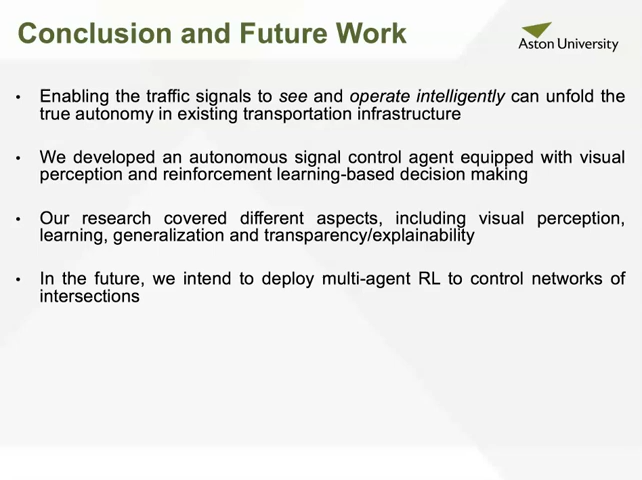 Conclusion and Future Work
Aston University
• Enabling the traffic signals to see and operate intelligently can unfold the
true autonomy in existing transportation infrastructure
• We developed an autonomous signal control agent equipped with visual
perception and reinforcement learning-based decision making
• Our research covered different aspects, including visual perception,
learning, generalization and transparency/explainability
• In the future, we intend to deploy multi-agent RL to control networks of
intersections